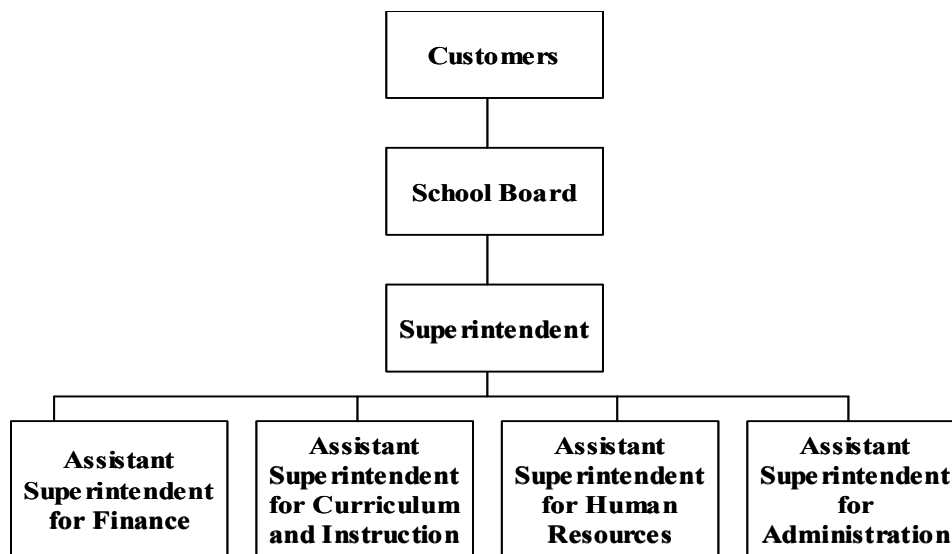 Customers
School Board
Superintendent
Assistant
Superintendent
for Finance
Assistant
Superintendent
for Curriculum
and Instruction
Assistant
Superintendent
for Human
Resources
Assistant
Superintendent
for
Administration